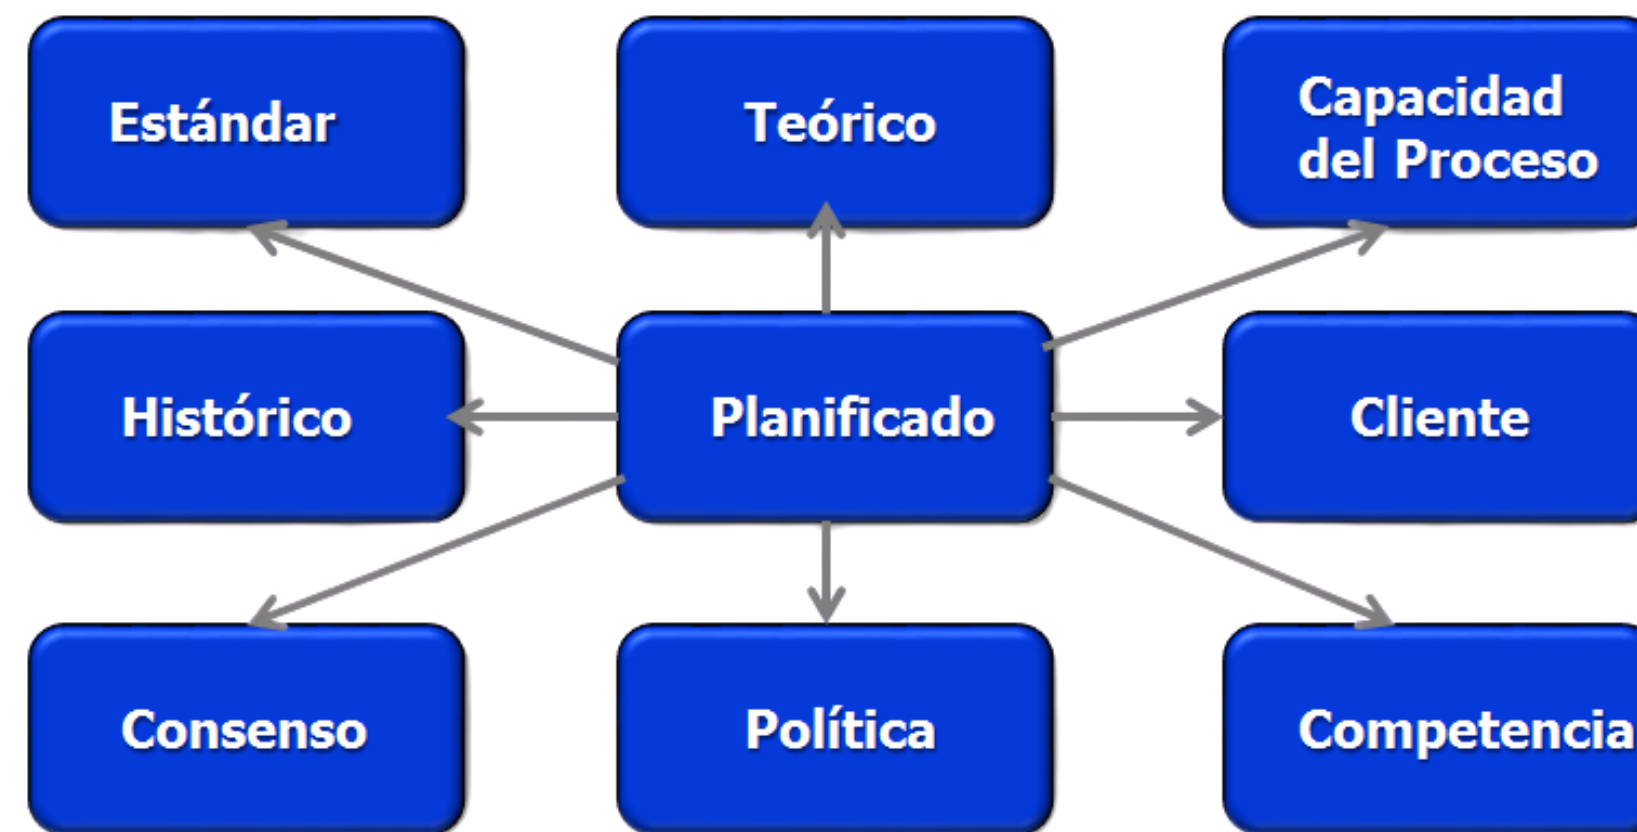 Estándar
Teórico
Capacidad
del Proceso
Histórico
Planificado
Cliente
Consenso
Política
Competencia